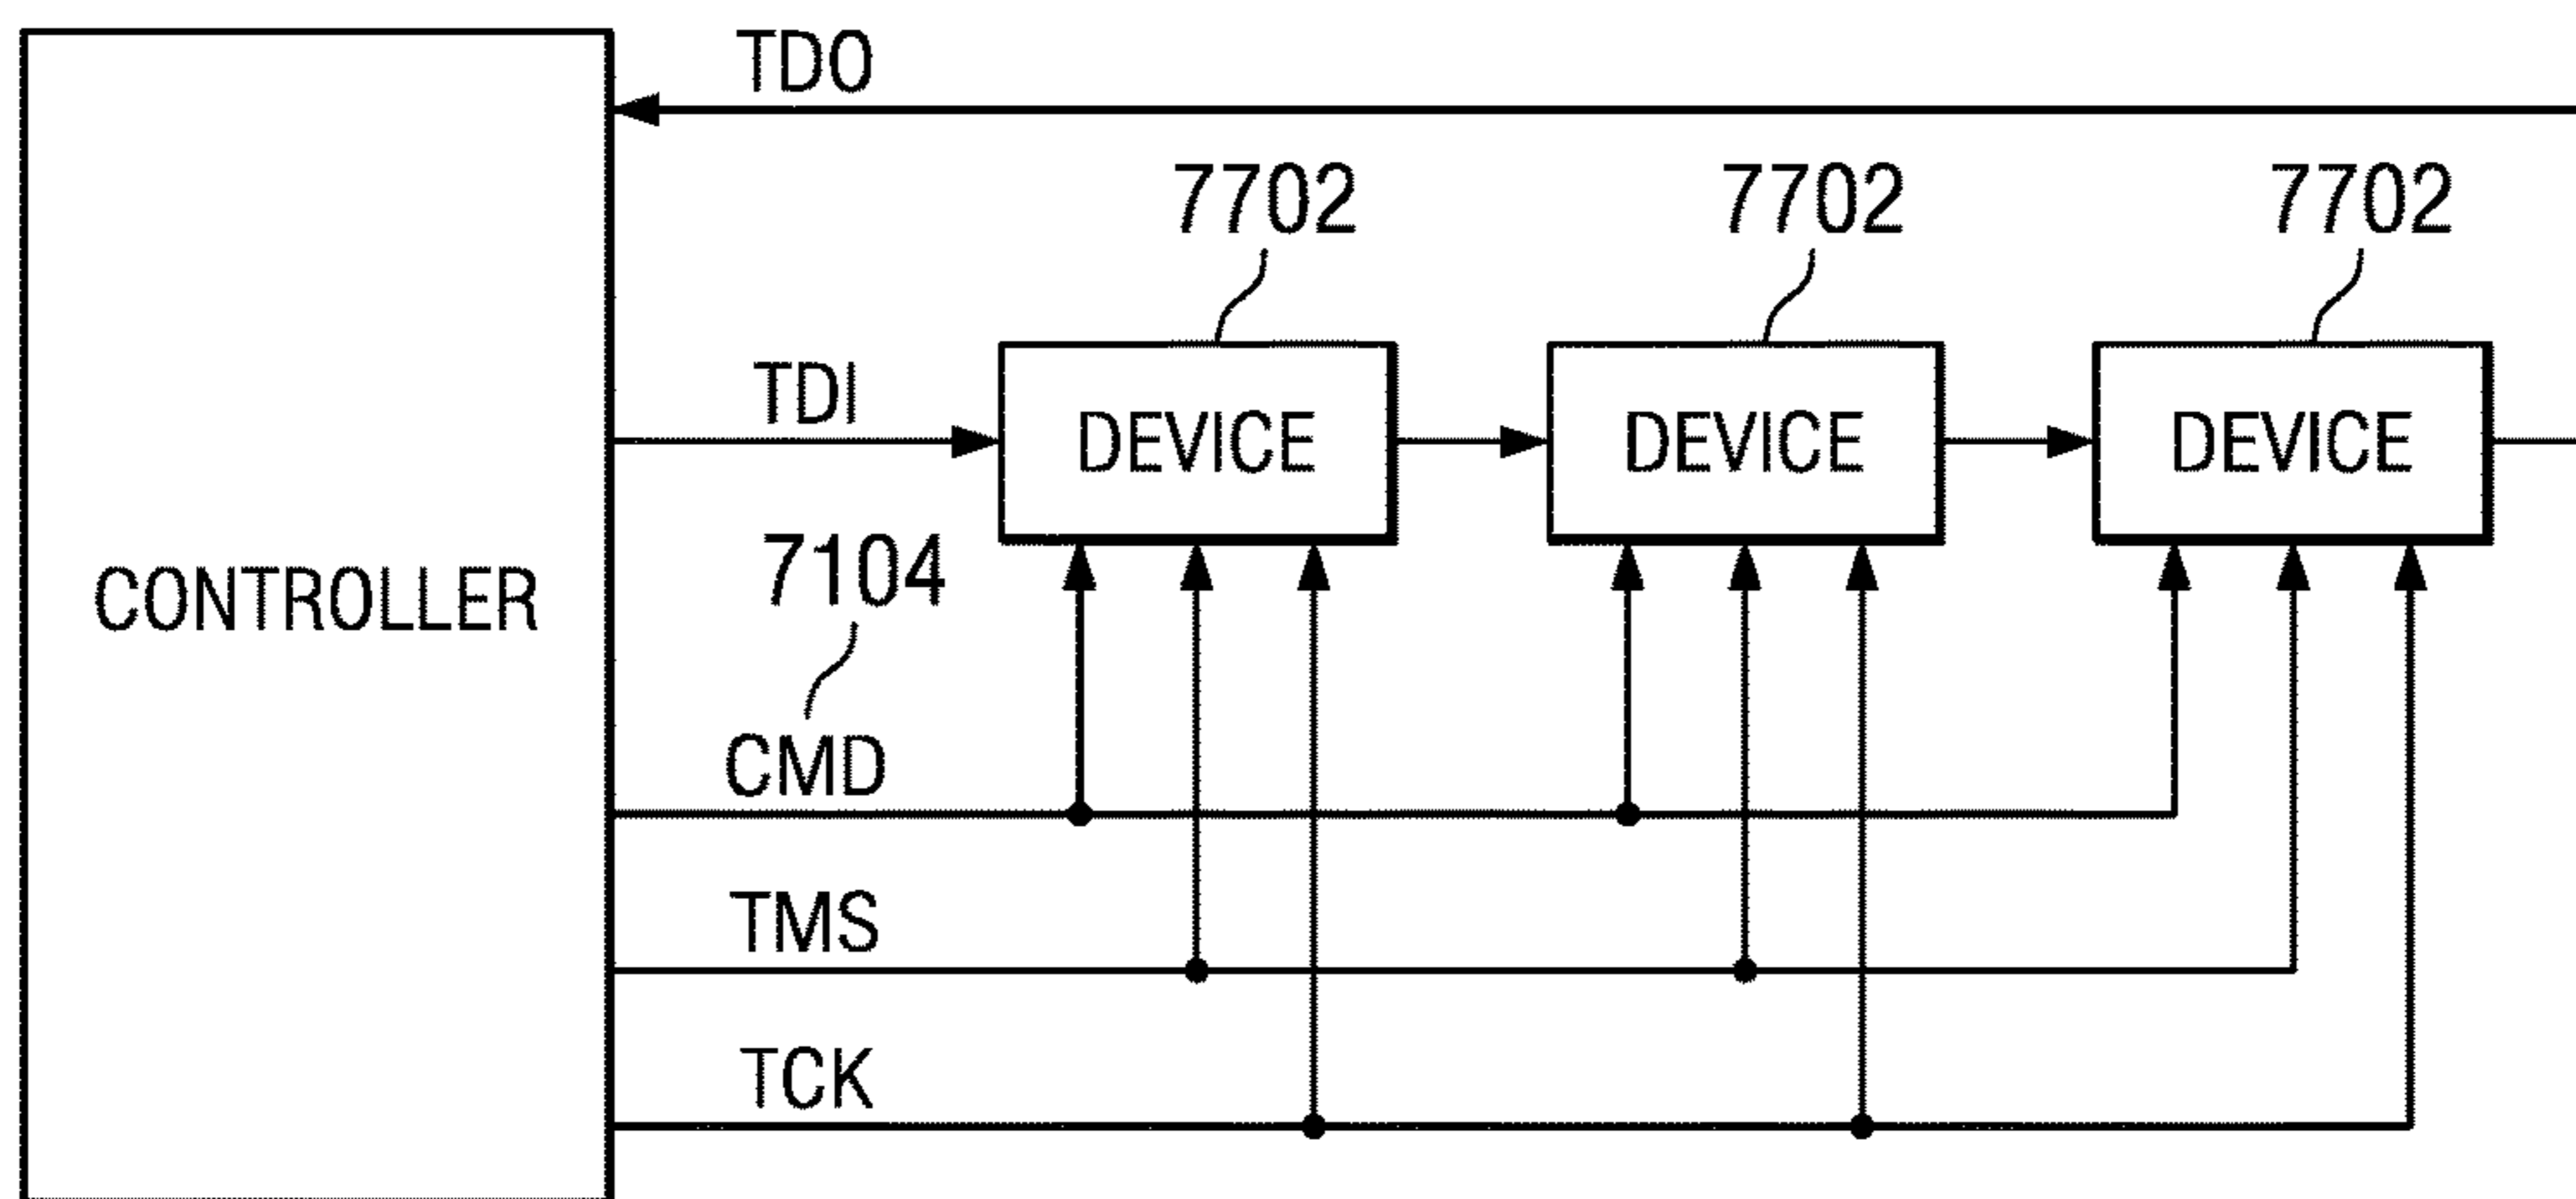 TDO
7702 7702 7702
TDI
DEVICE DEVICE DEVICE
7104
CONTROLLER
CMD
TMS
TCK